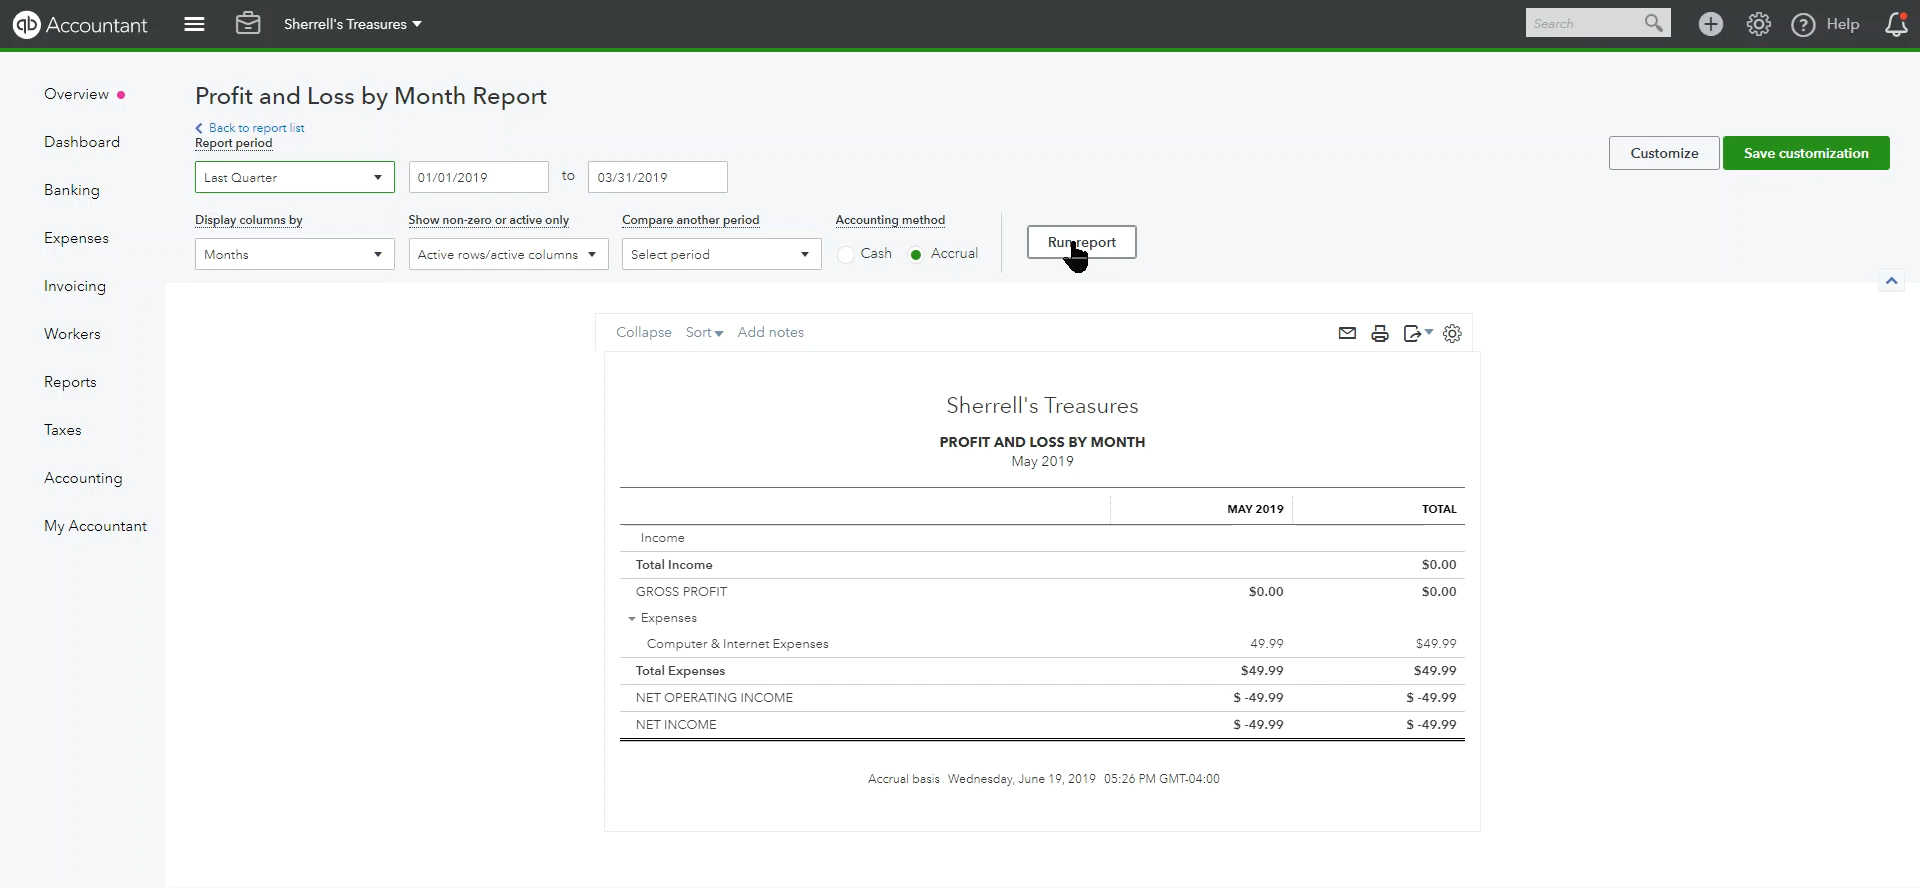 qb Accountant
Sherrell's Treasures
Search
Help
Overview
Dashboard
Banking
Expenses
Invoicing
Workers
Reports
Taxes
Accounting
My Accountant
Profit and Loss by Month Report
Back to report list
Report period
Last Quarter 01/01/2019 to 03/31/2019
Customize Save customization
Display columns by Show non-zero or active only Compare another period Accounting method
Months Active rows/active columns Select period Cash Accrual
Run report
Collapse Sort Add notes
Sherrell's Treasures
PROFIT AND LOSS BY MONTH
May 2019
MAY 2019 TOTAL
Income
Total Income $0.00
GROSS PROFIT $0.00 $0.00
Expenses
Computer & Internet Expenses 49.99 $49.99
Total Expenses $49.99 $49.99
NET OPERATING INCOME $ -49.99 $ -49.99
NET INCOME $ -49.99 $ -49.99
Accrual basis Wednesday, June 19, 2019 05:26 PM GMT-04:00